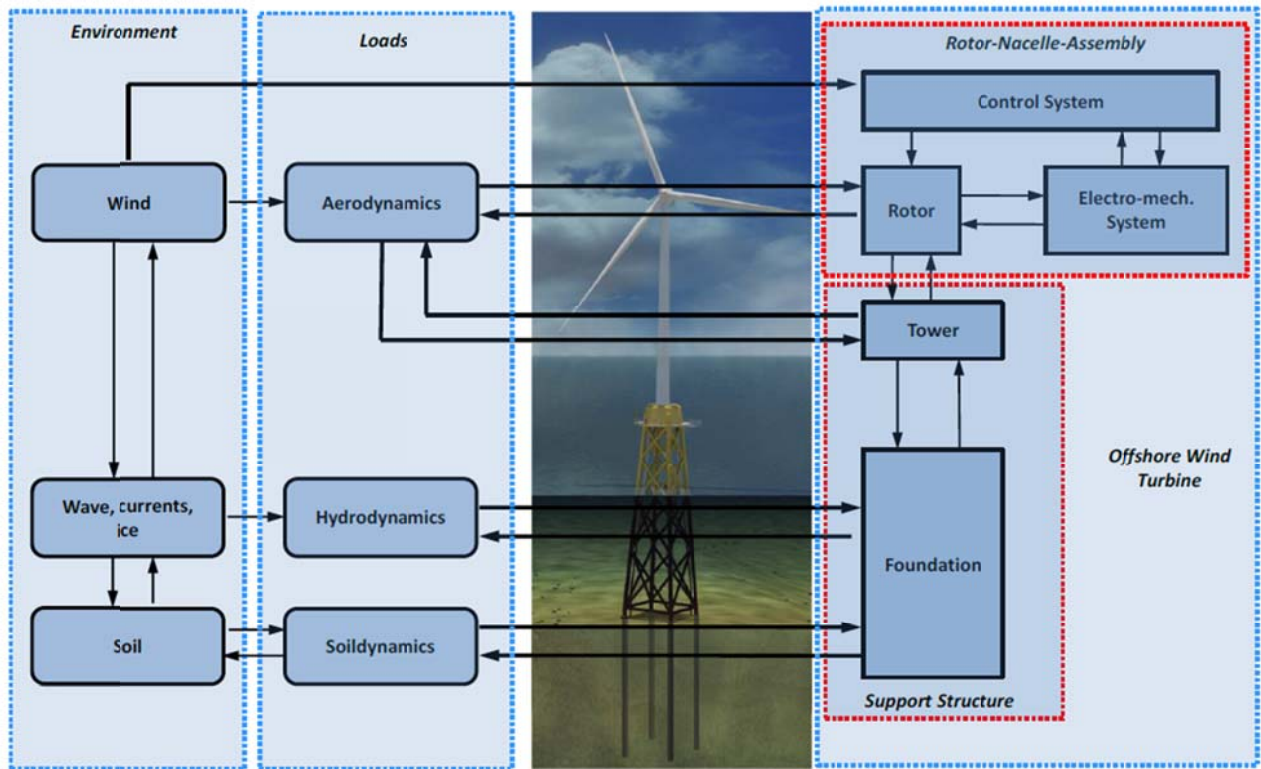 Environment
Loads
Rotor-Nacelle-Assembly
Control System
Wind
Aerodynamics
Rotor
Electro-mech.
System
Tower
Offshore Wind
Turbine
Wave, currents,
ice
Hydrodynamics
Foundation
Soil
Soildynamics
Support Structure